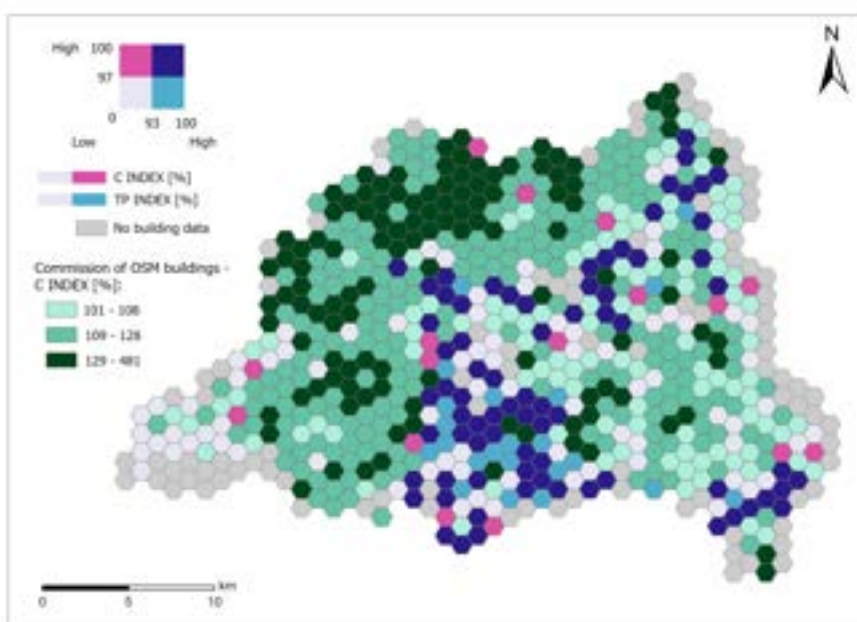 N
High 100
97
0 93 100
Low High
C INDEX [%]
TP INDEX [%]
No building data
Commission of OSM buildings -
C INDEX [%]:
101 - 108
109 - 128
129 - 481
km
0 5 10